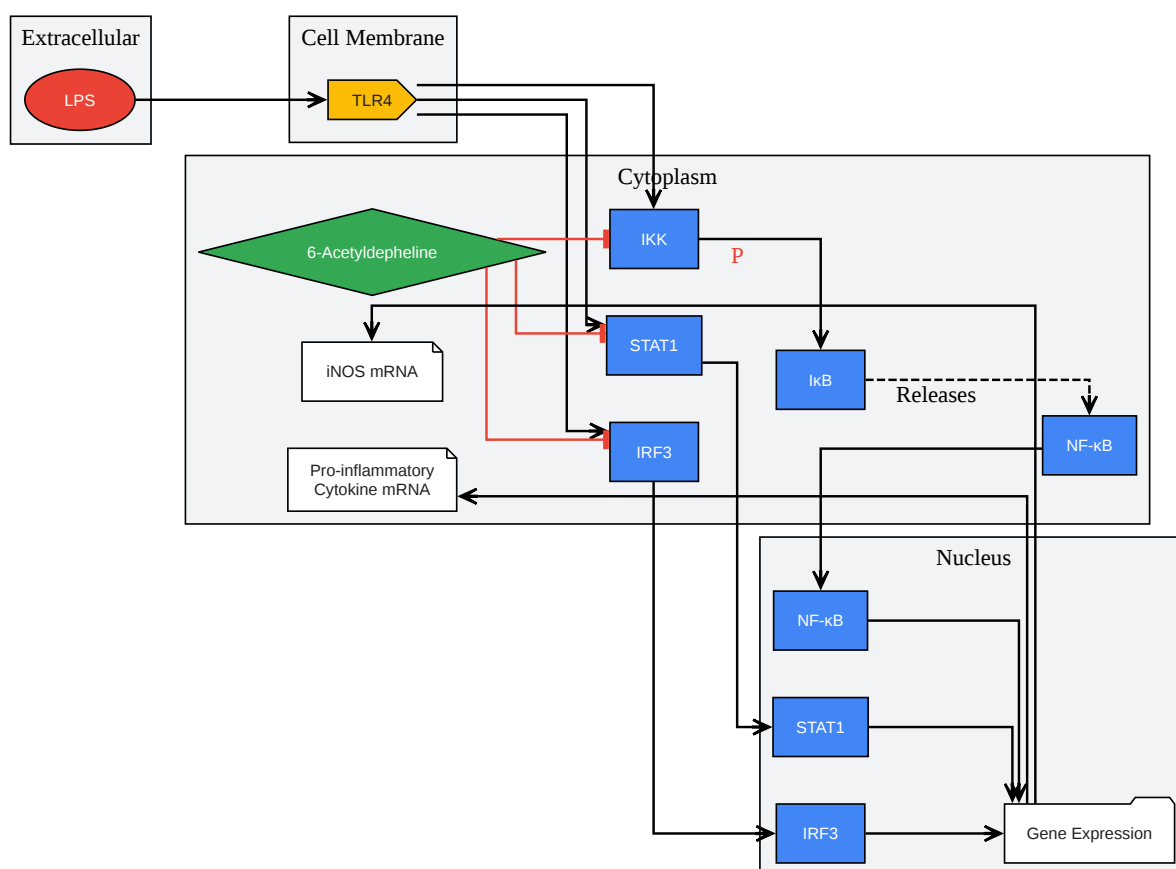 Extracellular
Cell Membrane
LPS
TLR4
Cytoplasm
6-Acetyldepheline
IKK
P
STAT1
iNOS mRNA
IκB
Releases
NF-κB
IRF3
Pro-inflammatory
Cytokine mRNA
Nucleus
NF-κB
STAT1
IRF3
Gene Expression